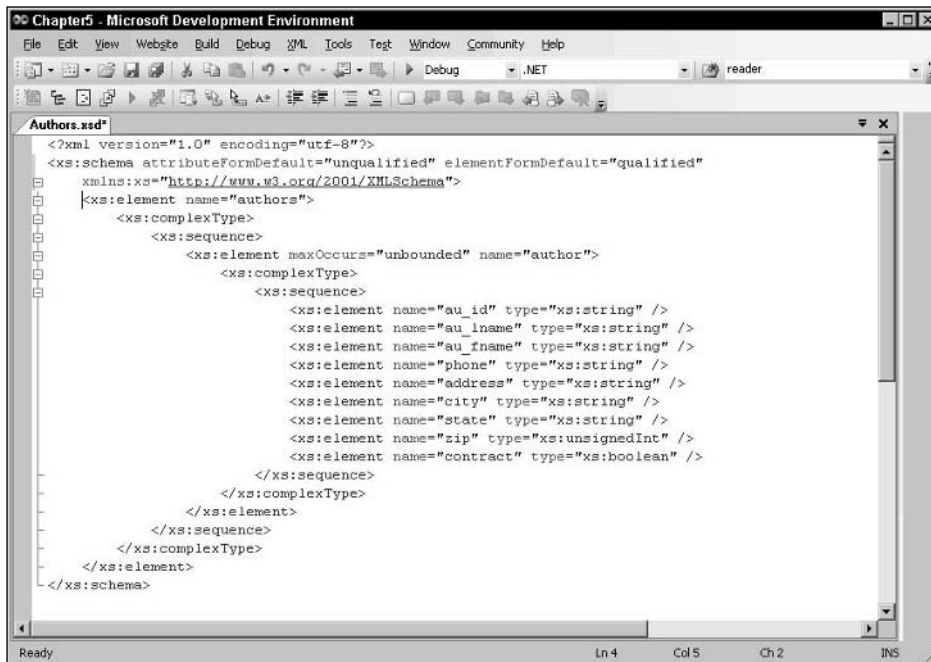 Chapter5 - Microsoft Development Environment
File Edit View Website Build Debug XML Tools Test Window Community Help
Debug .NET reader
Authors.xsd*
<?xml version="1.0" encoding="utf-8"?>
<xs:schema attributeFormDefault="unqualified" elementFormDefault="qualified"
xmlns:xs="http://www.w3.org/2001/XMLSchema">
<xs:element name="authors">
<xs:complexType>
<xs:sequence>
<xs:element maxOccurs="unbounded" name="author">
<xs:complexType>
<xs:sequence>
<xs:element name="au_id" type="xs:string" />
<xs:element name="au_lname" type="xs:string" />
<xs:element name="au_fname" type="xs:string" />
<xs:element name="phone" type="xs:string" />
<xs:element name="address" type="xs:string" />
<xs:element name="city" type="xs:string" />
<xs:element name="state" type="xs:string" />
<xs:element name="zip" type="xs:unsignedInt" />
<xs:element name="contract" type="xs:boolean" />
</xs:sequence>
</xs:complexType>
</xs:element>
</xs:sequence>
</xs:complexType>
</xs:element>
</xs:schema>
Ready Ln 4 Col 5 Ch 2 INS